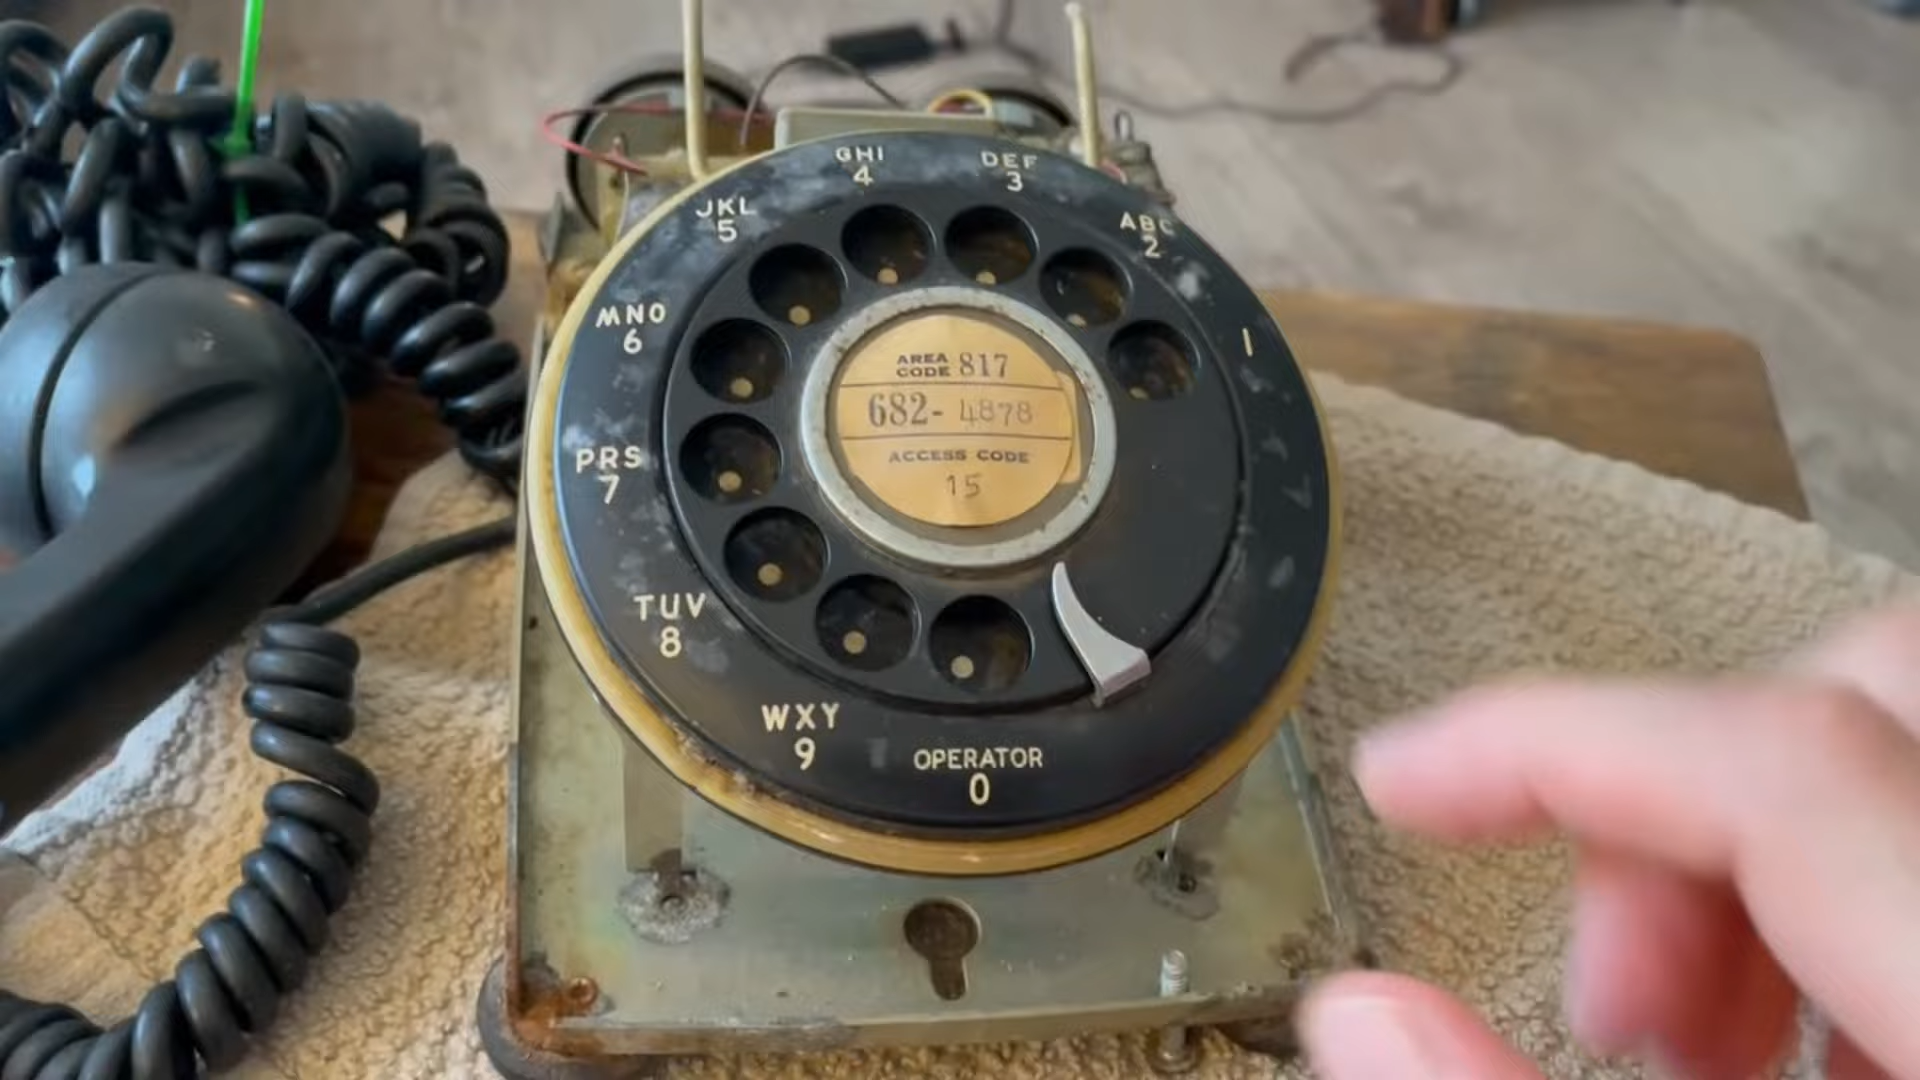 GHI
4
DEF
3
JKL
5
ABC
2
MNO
6
1
AREA CODE 817
682-4878
ACCESS CODE
15
PRS
7
TUV
8
WXY
9
OPERATOR
0